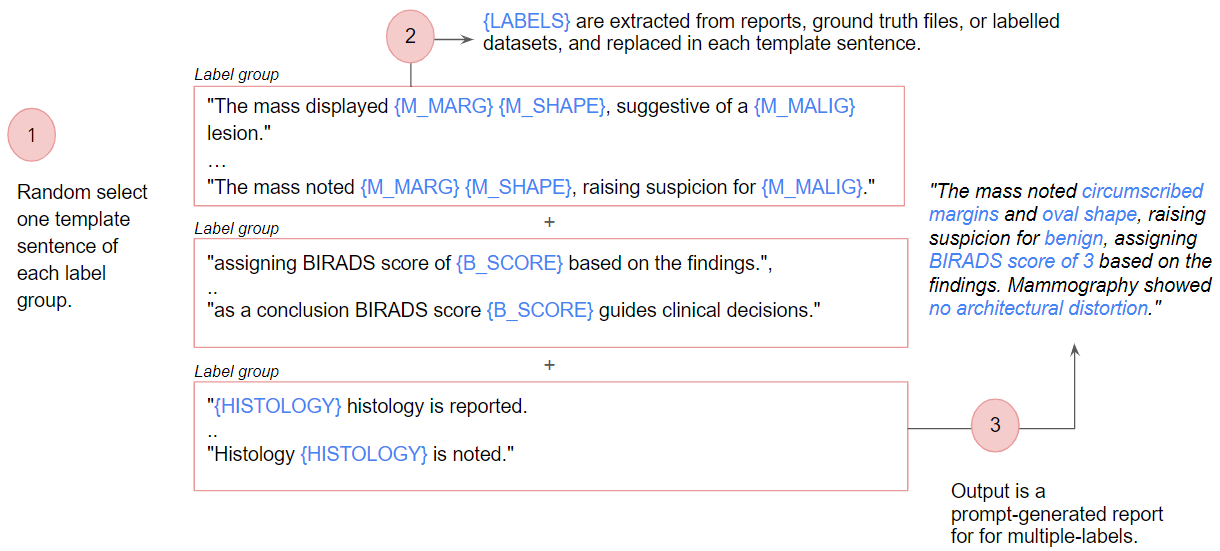 2
{LABELS} are extracted from reports, ground truth files, or labelled
datasets, and replaced in each template sentence.
1
Random select
one template
sentence of
each label
group.
Label group
"The mass displayed {M_MARG} {M_SHAPE}, suggestive of a {M_MALIG}
lesion."
...
"The mass noted {M_MARG} {M_SHAPE}, raising suspicion for {M_MALIG}."
+
Label group
"assigning BIRADS score of {B_SCORE} based on the findings.",
..
"as a conclusion BIRADS score {B_SCORE} guides clinical decisions."
+
Label group
"{HISTOLOGY} histology is reported.
..
"Histology {HISTOLOGY} is noted."
3
Output is a
prompt-generated report
for for multiple-labels.
"The mass noted circumscribed
margins and oval shape, raising
suspicion for benign, assigning
BIRADS score of 3 based on the
findings. Mammography showed
no architectural distortion."